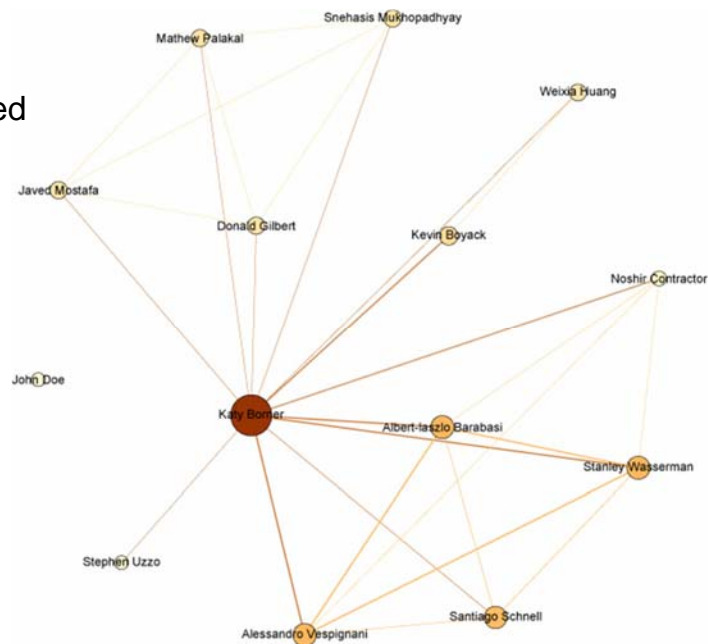 Snehasis Mukhopadhyay
Mathew Palakal
Weixia Huang
ed
Javed Mostafa
Donald Gilbert
Kevin Boyack
Noshir Contractor
John Doe
Katy Borner
Albert-laszlo Barabasi
Stanley Wasserman
Stephen Uzzo
Santiago Schnell
Alessandro Vespignani